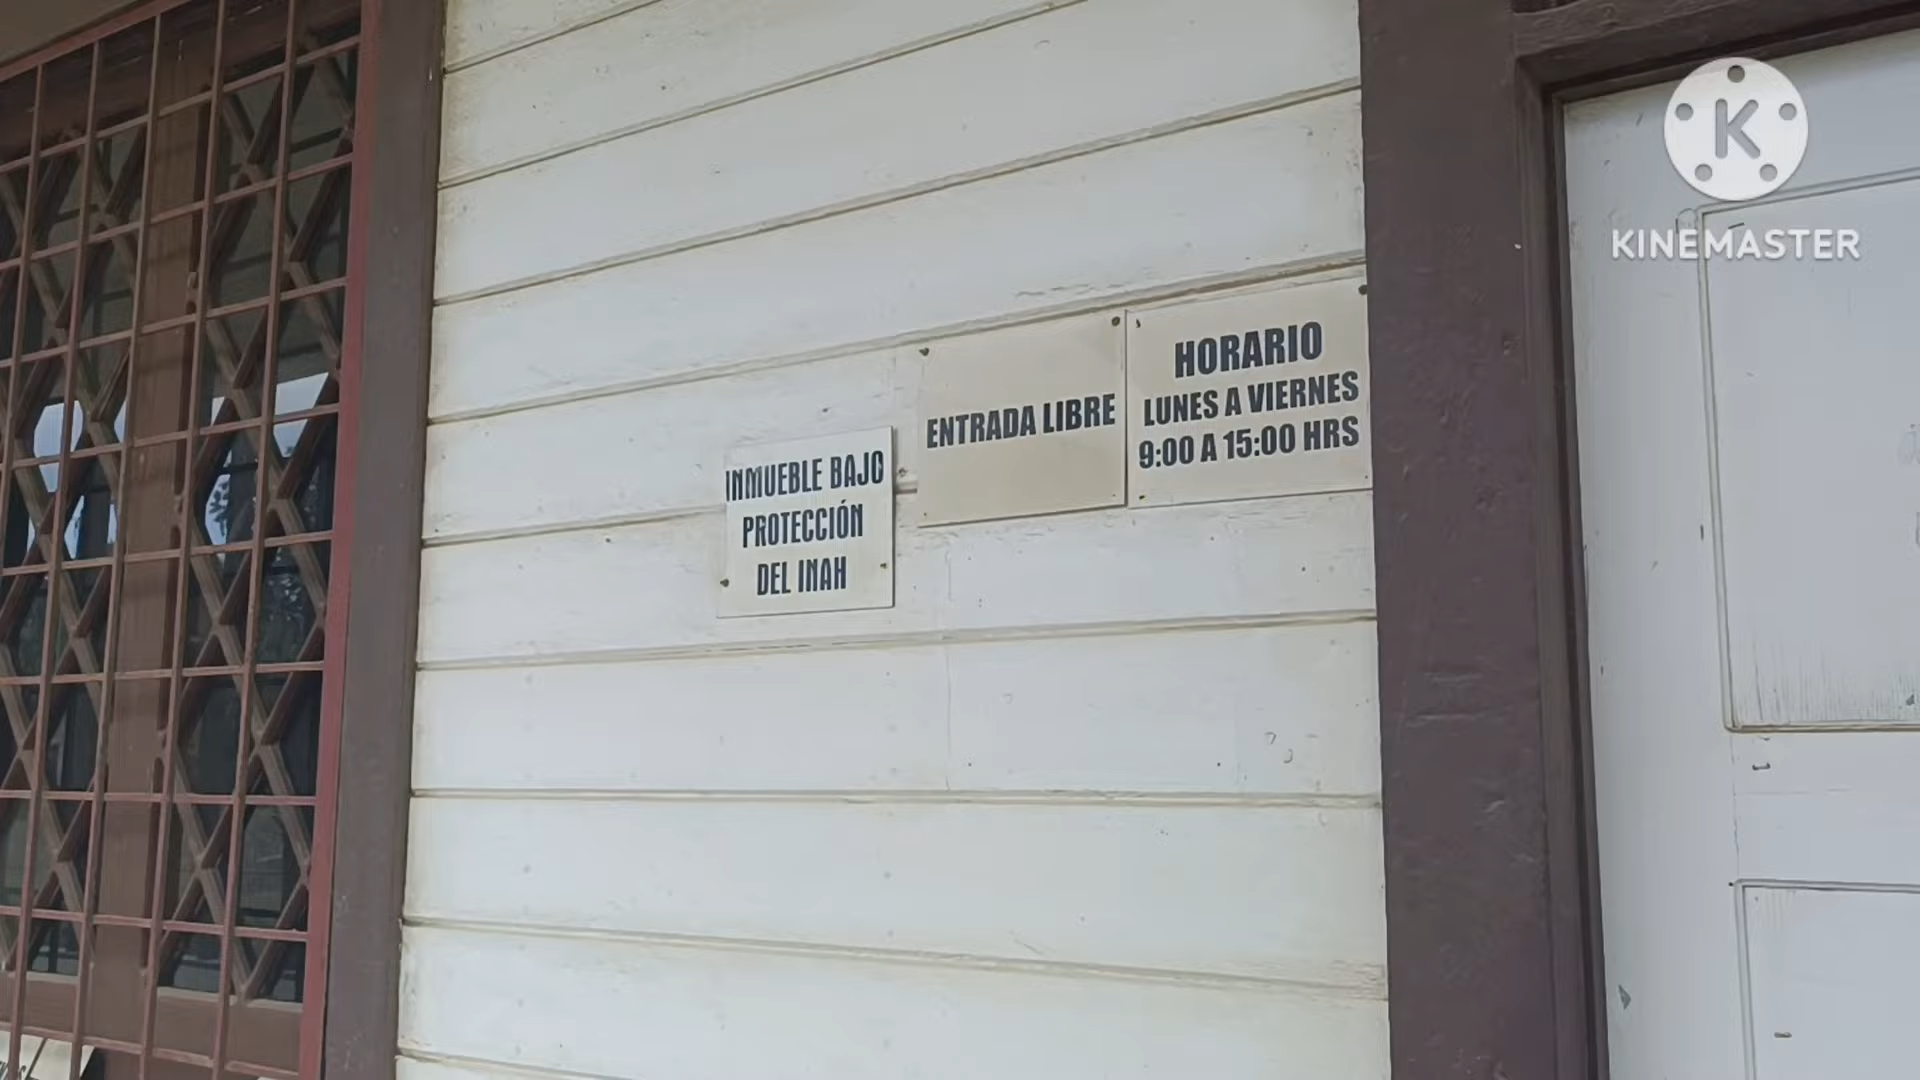 K
KINEMASTER
HORARIO
LUNES A VIERNES
9:00 A 15:00 HRS
ENTRADA LIBRE
INMUEBLE BAJO
PROTECCIÓN
DEL INAH